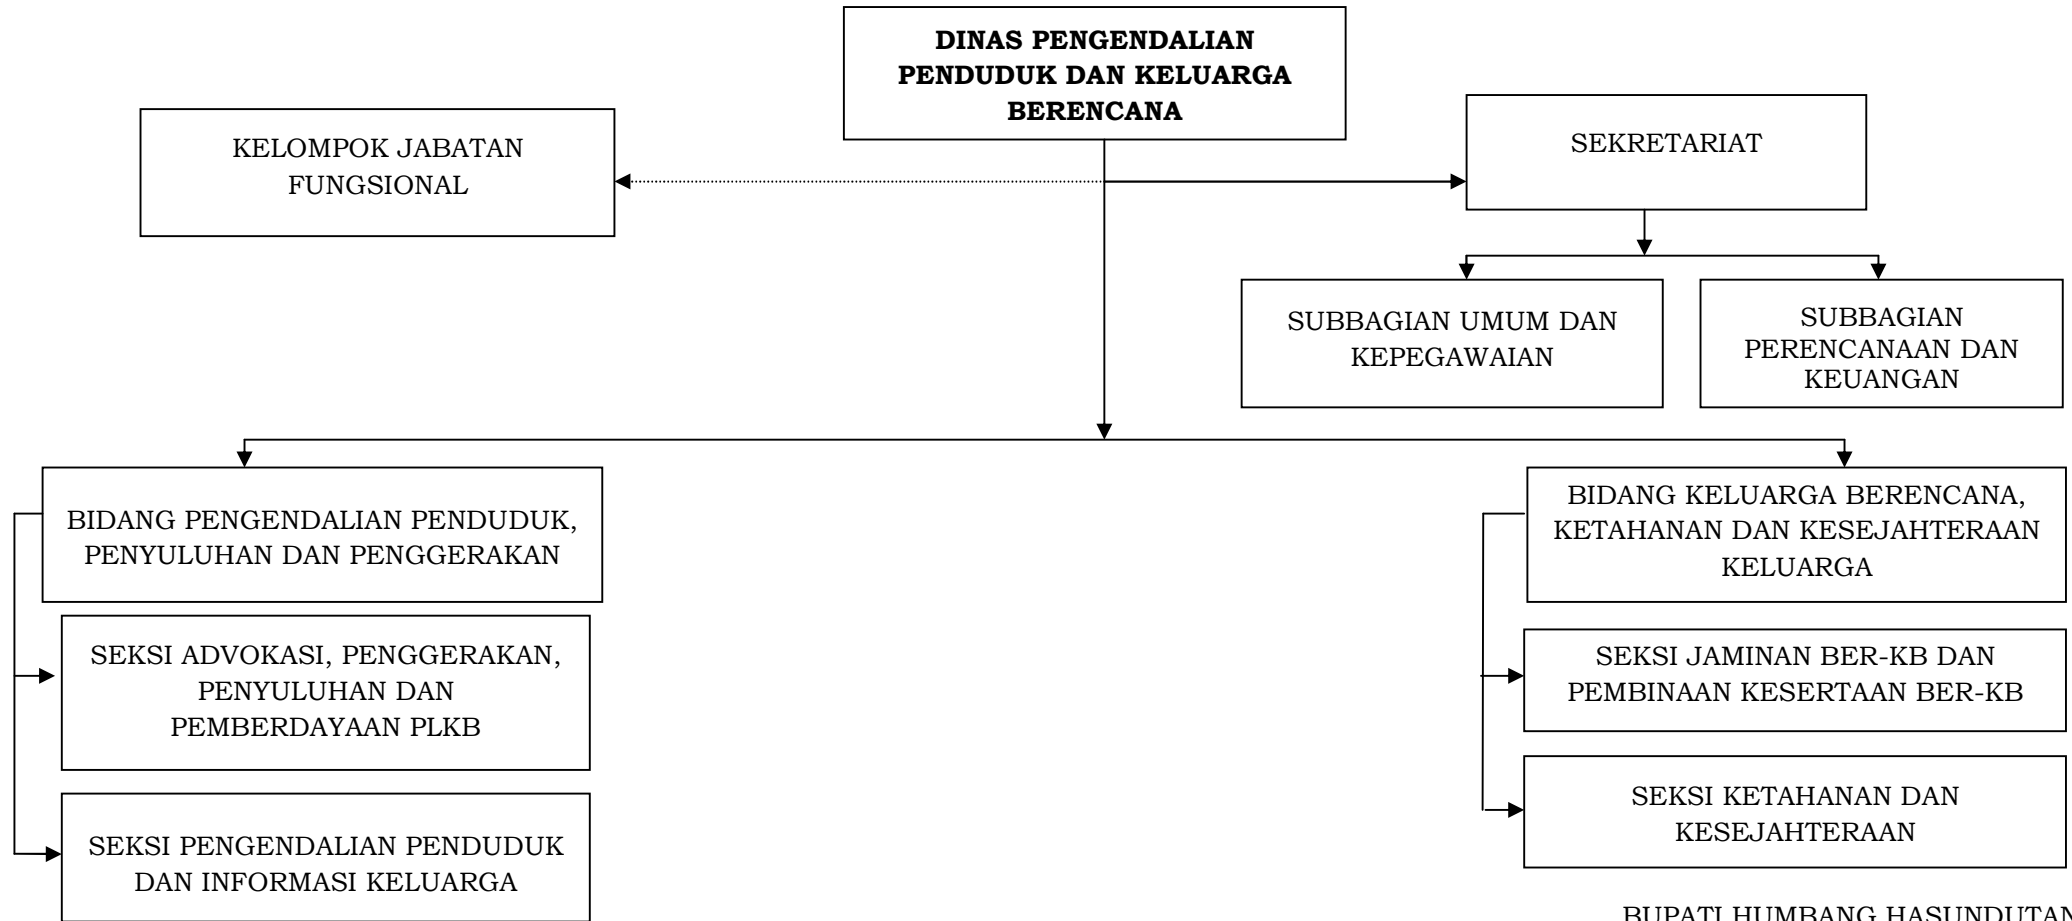 DINAS PENGENDALIAN
PENDUDUK DAN KELUARGA
BERENCANA
KELOMPOK JABATAN
FUNGSIONAL
SEKRETARIAT
SUBBAGIAN UMUM DAN
KEPEGAWAIAN
SUBBAGIAN
PERENCANAAN DAN
KEUANGAN
BIDANG PENGENDALIAN PENDUDUK,
PENYULUHAN DAN PENGGERAKAN
SEKSI ADVOKASI, PENGGERAKAN,
PENYULUHAN DAN
PEMBERDAYAAN PLKB
SEKSI PENGENDALIAN PENDUDUK
DAN INFORMASI KELUARGA
BIDANG KELUARGA BERENCANA,
KETAHANAN DAN KESEJAHTERAAN
KELUARGA
SEKSI JAMINAN BER-KB DAN
PEMBINAAN KESERTAAN BER-KB
SEKSI KETAHANAN DAN
KESEJAHTERAAN
BUPATI HUMBANG HASUNDUTAN